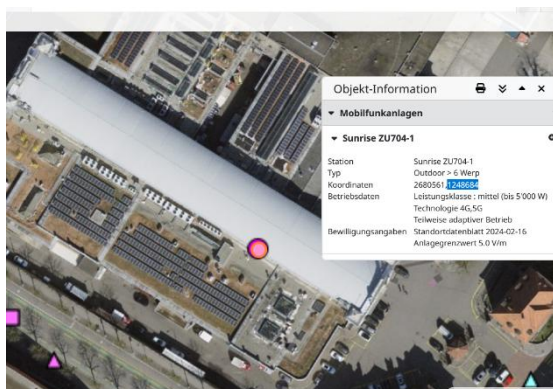 Objekt-Information
Mobilfunkanlagen
Sunrise ZU704-1
Station Sunrise ZU704-1
Typ Outdoor > 6 Werp
Koordinaten 2680561,1248684
Betriebsdaten Leistungsklasse : mittel (bis 5'000 W)
Technologie 4G,5G
Teilweise adaptiver Betrieb
Bewilligungsangaben Standortdatenblatt 2024-02-16
Anlagegrenzwert 5.0 V/m